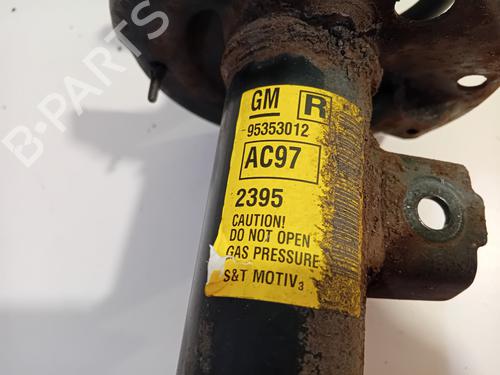 GM R
95353012
AC97
2395
CAUTION!
DO NOT OPEN
GAS PRESSURE
S&T MOTIV₃
B-PARTS